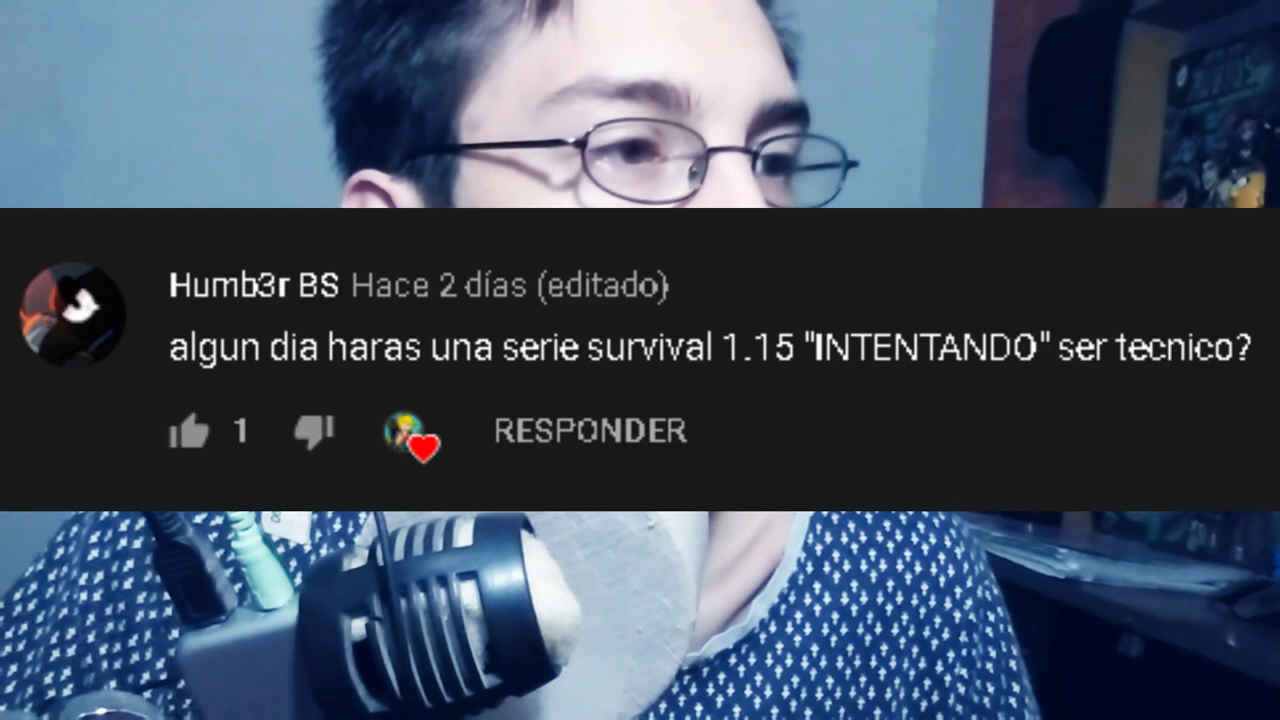 Humb3r BS Hace 2 días (editado)
algun dia haras una serie survival 1.15 "INTENTANDO" ser tecnico?
1 RESPONDER